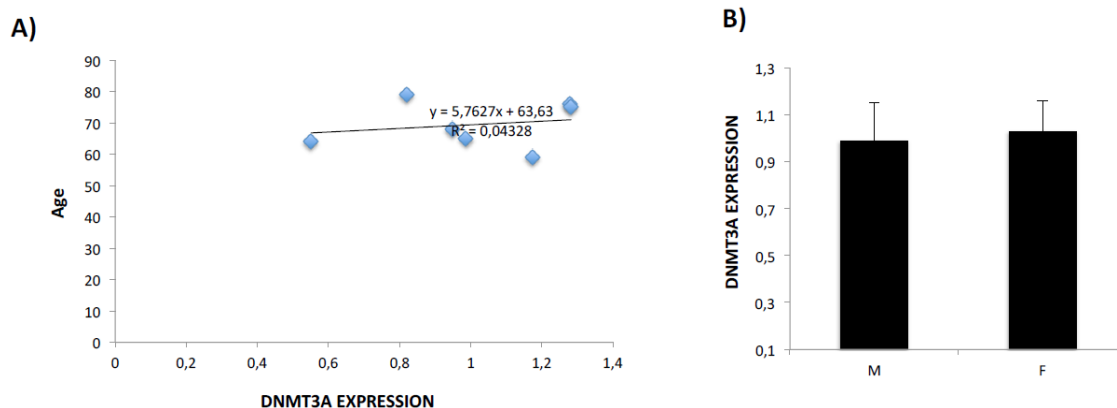 A)
90
80
70
60
50
40
30
20
10
0
Age
y = 5,7627x + 63,63
R² = 0,04328
0 0,2 0,4 0,6 0,8 1 1,2 1,4
DNMT3A EXPRESSION
B)
1,3
1,1
0,9
0,7
0,5
0,3
0,1
DNMT3A EXPRESSION
M F